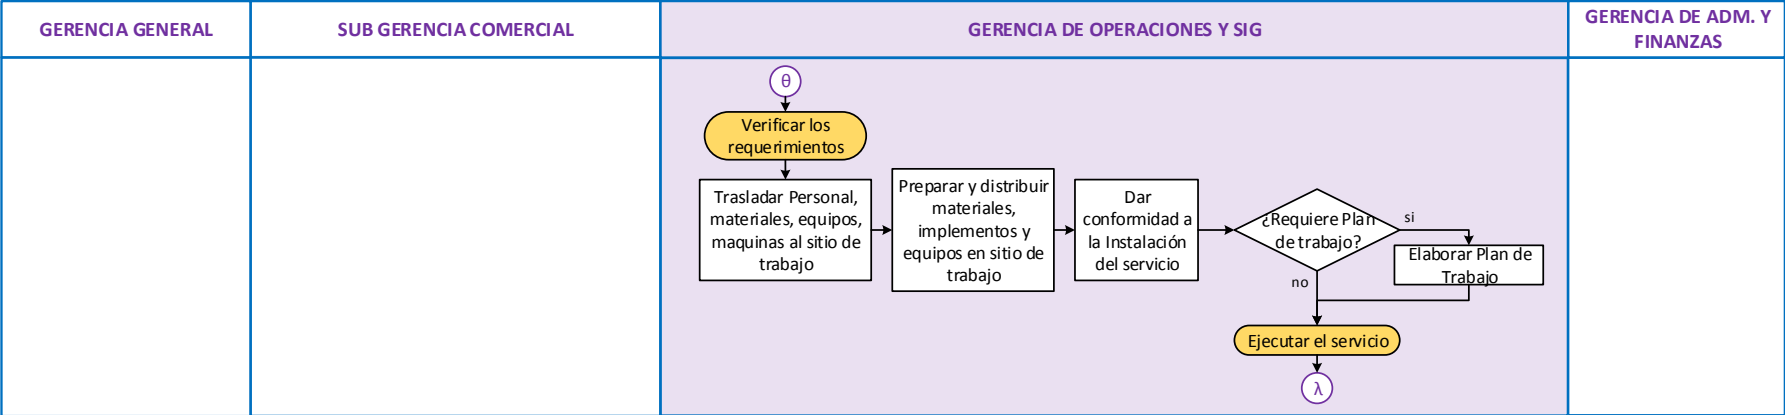 GERENCIA GENERAL
SUB GERENCIA COMERCIAL
GERENCIA DE OPERACIONES Y SIG
GERENCIA DE ADM. Y
FINANZAS
θ
Verificar los
requerimientos
Trasladar Personal,
materiales, equipos,
maquinas al sitio de
trabajo
Preparar y distribuir
materiales,
implementos y
equipos en sitio de
trabajo
Dar
conformidad a
la Instalación
del servicio
¿Requiere Plan
de trabajo?
si
Elaborar Plan de
Trabajo
no
Ejecutar el servicio
λ